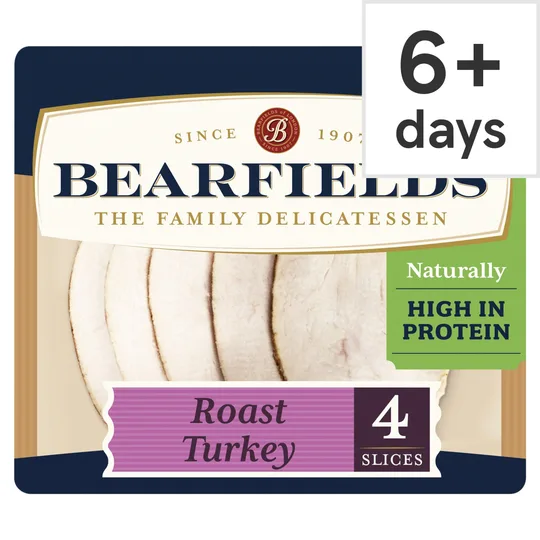 6+
days
SINCE 1907
BEARFIELDS
THE FAMILY DELICATESSEN
Naturally
HIGH IN
PROTEIN
Roast
Turkey
4
SLICES